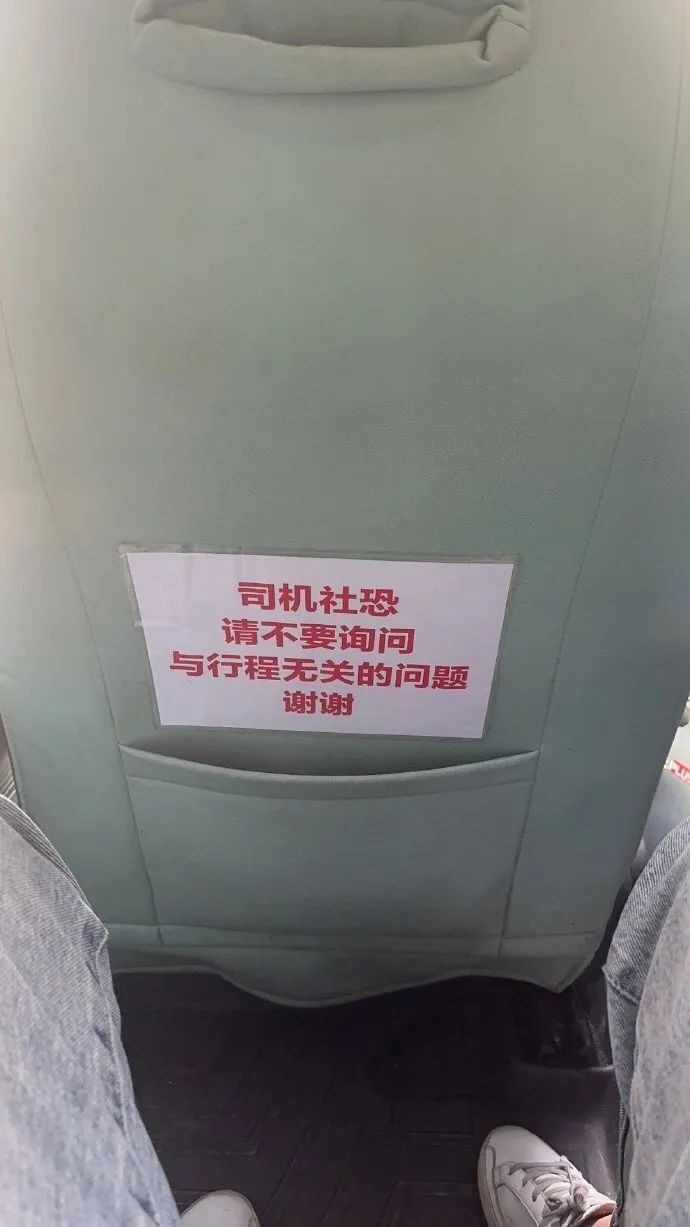 司机社恐
请不要询问
与行程无关的问题
谢谢